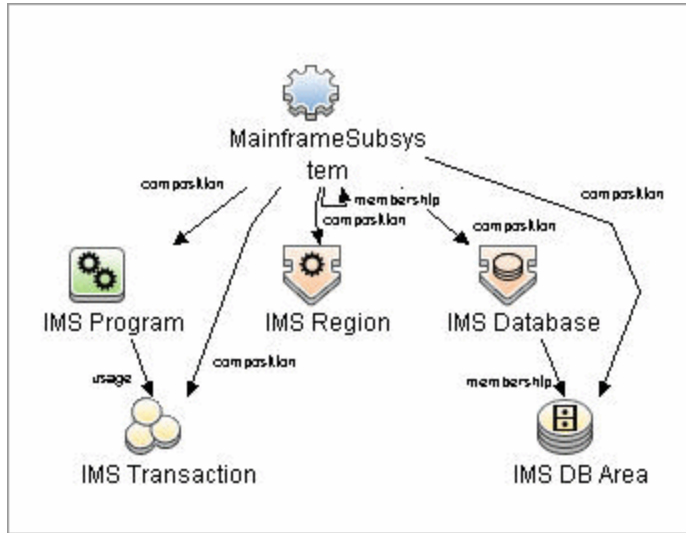 MainframeSubsys
tem
composition
composition
membership
composition
composition
IMS Program
IMS Region
IMS Database
usage
composition
membership
IMS Transaction
IMS DB Area